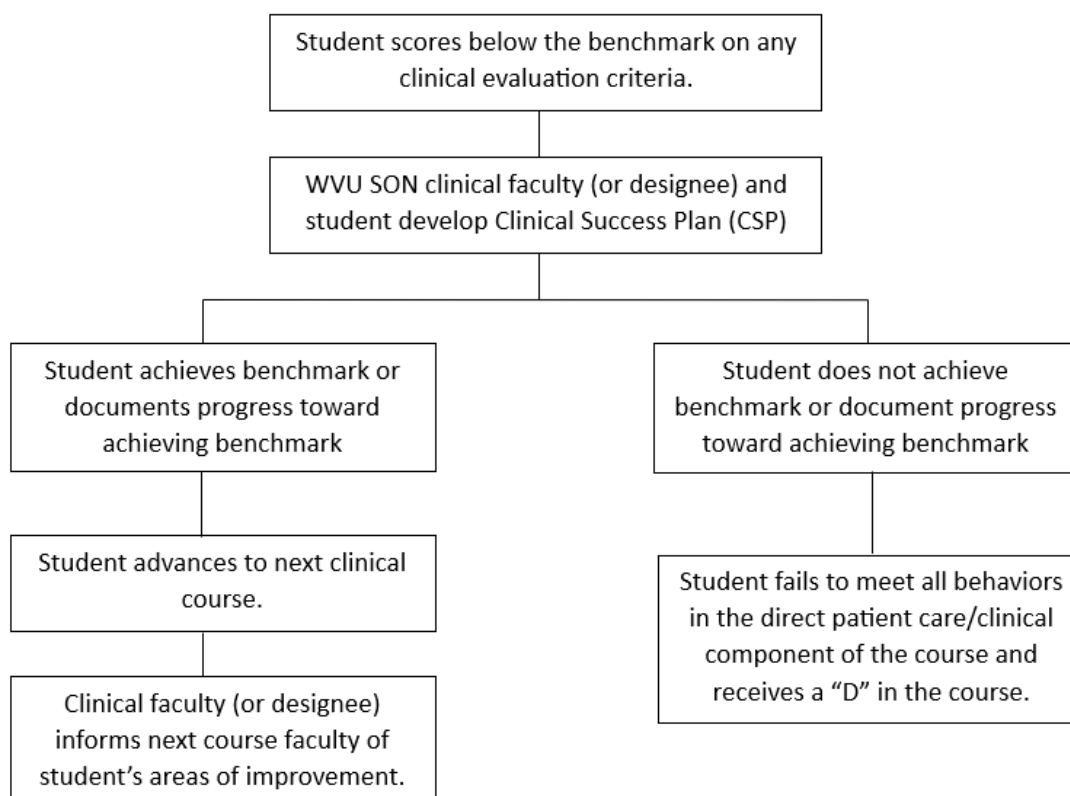 Student scores below the benchmark on any
clinical evaluation criteria.
WVU SON clinical faculty (or designee) and
student develop Clinical Success Plan (CSP)
Student achieves benchmark or
documents progress toward
achieving benchmark
Student does not achieve
benchmark or document progress
toward achieving benchmark
Student advances to next clinical
course.
Student fails to meet all behaviors
in the direct patient care/clinical
component of the course and
receives a “D” in the course.
Clinical faculty (or designee)
informs next course faculty of
student’s areas of improvement.